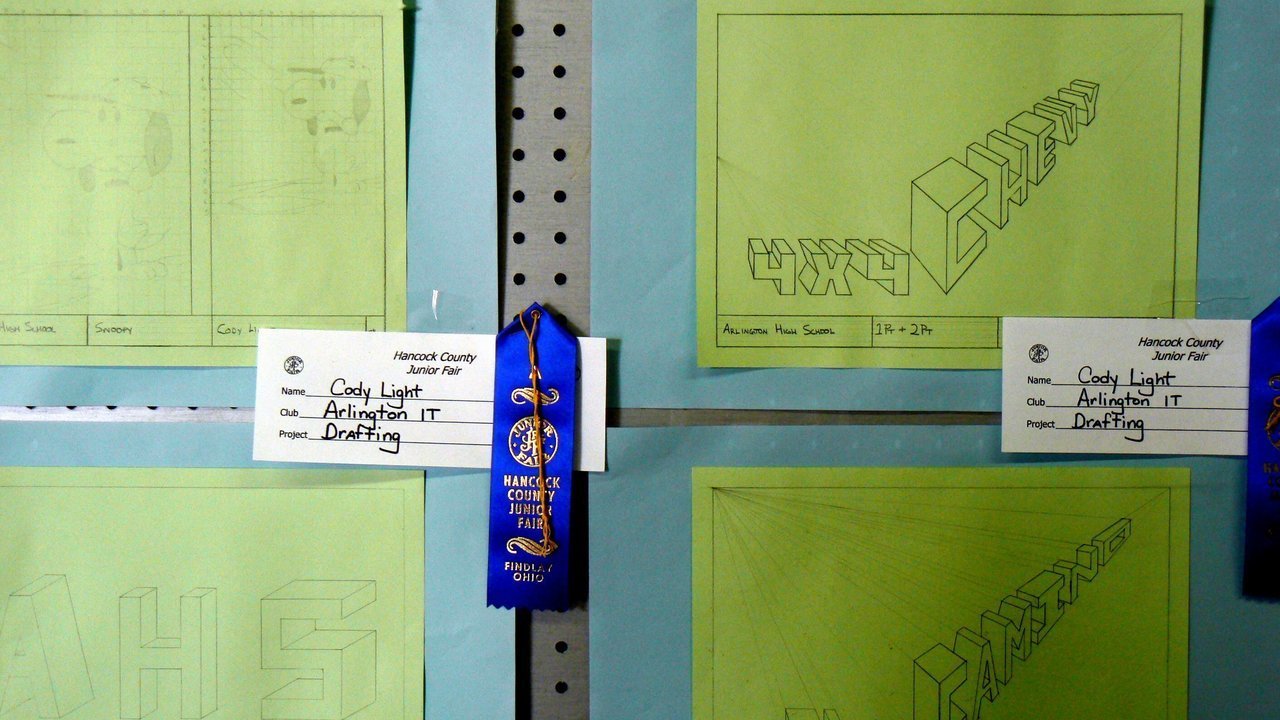 HIGH SCHOOL
SNOOPY
CODY
Hancock County
Junior Fair
Name Cody Light
Club Arlington IT
Project Drafting
JUNIOR
FAIR
HANCOCK
COUNTY
JUNIOR
FAIR
FINDLAY
OHIO
AHS
4X4 CHEVY
ARLINGTON HIGH SCHOOL
1PT + 2PT
Hancock County
Junior Fair
Name Cody Light
Club Arlington IT
Project Drafting